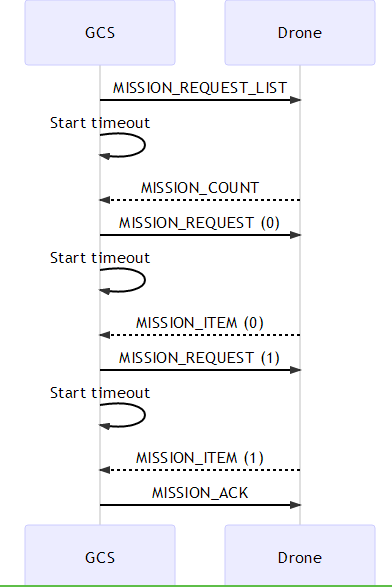 GCS Drone
MISSION_REQUEST_LIST
Start timeout
MISSION_COUNT
MISSION_REQUEST (0)
Start timeout
MISSION_ITEM (0)
MISSION_REQUEST (1)
Start timeout
MISSION_ITEM (1)
MISSION_ACK
GCS Drone